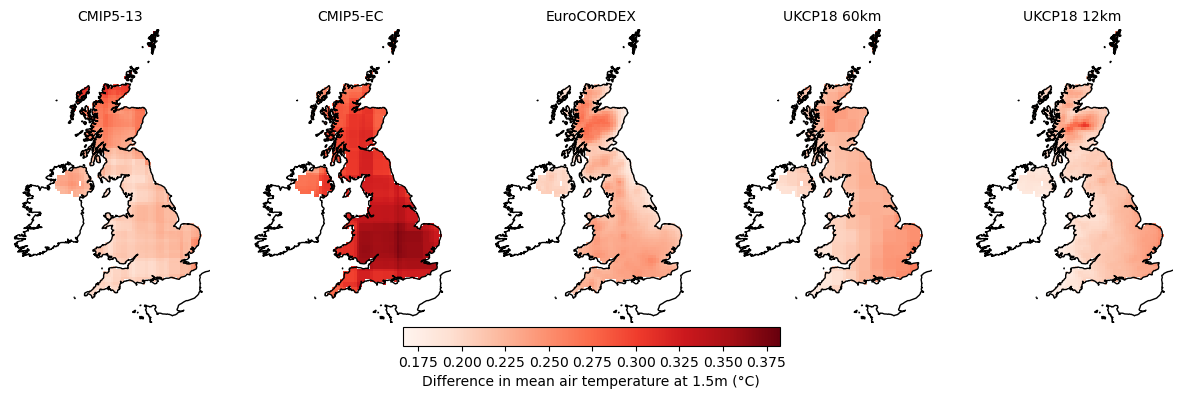 CMIP5-13 CMIP5-EC EuroCORDEX UKCP18 60km UKCP18 12km
0.175 0.200 0.225 0.250 0.275 0.300 0.325 0.350 0.375
Difference in mean air temperature at 1.5m (°C)